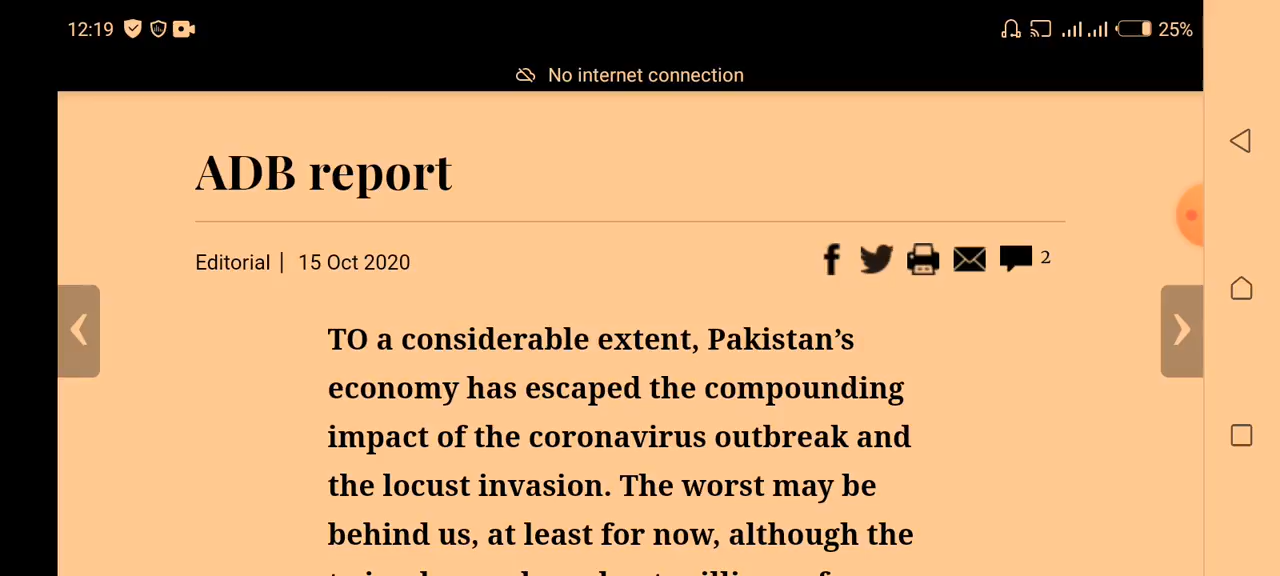 12:19
25%
No internet connection
ADB report
Editorial | 15 Oct 2020
2
TO a considerable extent, Pakistan’s
economy has escaped the compounding
impact of the coronavirus outbreak and
the locust invasion. The worst may be
behind us, at least for now, although the